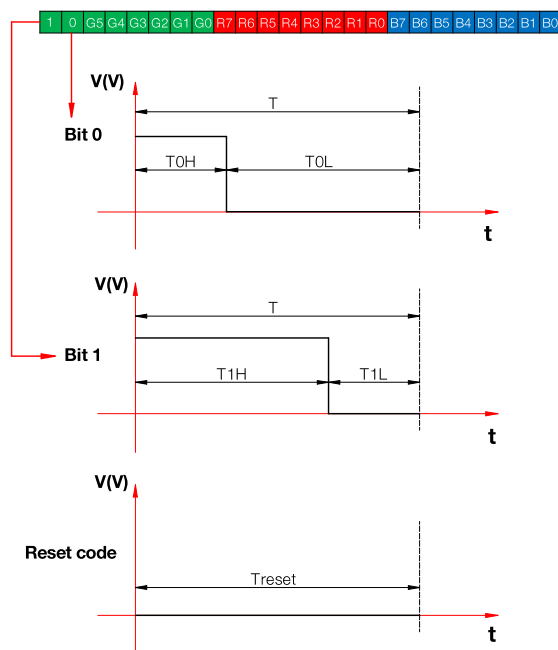 1 0 G5 G4 G3 G2 G1 G0 R7 R6 R5 R4 R3 R2 R1 R0 B7 B6 B5 B4 B3 B2 B1 B0
V(V)
T
Bit 0
T0H T0L
t
V(V)
T
Bit 1
T1H T1L
t
V(V)
Reset code
Treset
t